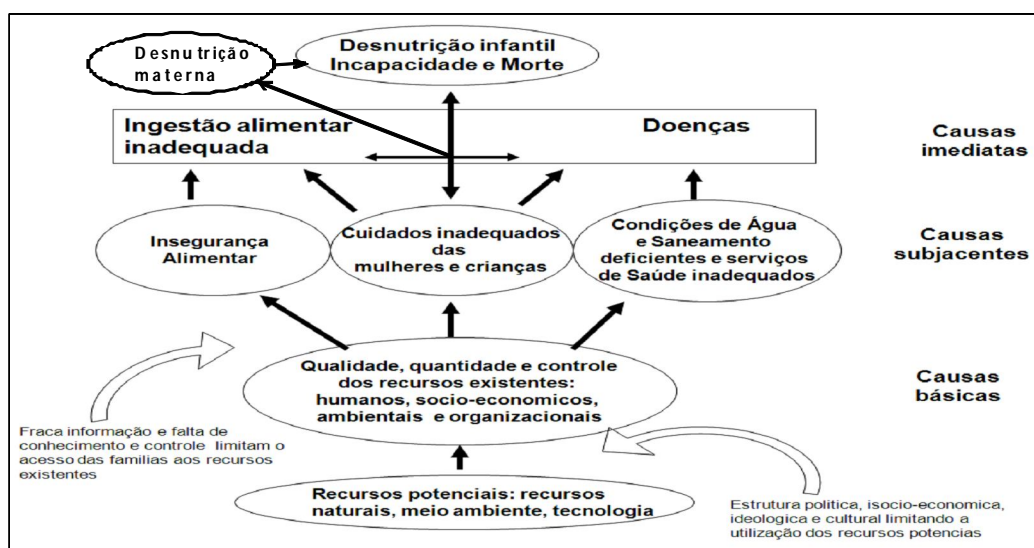 Desnutrição
materna
Desnutrição infantil
Incapacidade e Morte
Ingestão alimentar
inadequada
Doenças
Causas
imediatas
Insegurança
Alimentar
Cuidados inadequados
das
mulheres e crianças
Condições de Água
e Saneamento
deficientes e serviços
de Saúde inadequados
Causas
subjacentes
Qualidade, quantidade e controle
dos recursos existentes:
humanos, socio-economicos,
ambientais e organizacionais
Causas
básicas
Fraca informação e falta de
conhecimento e controle limitam o
acesso das familias aos recursos
existentes
Recursos potenciais: recursos
naturais, meio ambiente, tecnologia
Estrutura politica, isocio-economica,
ideologica e cultural limitando a
utilização dos recursos potencias